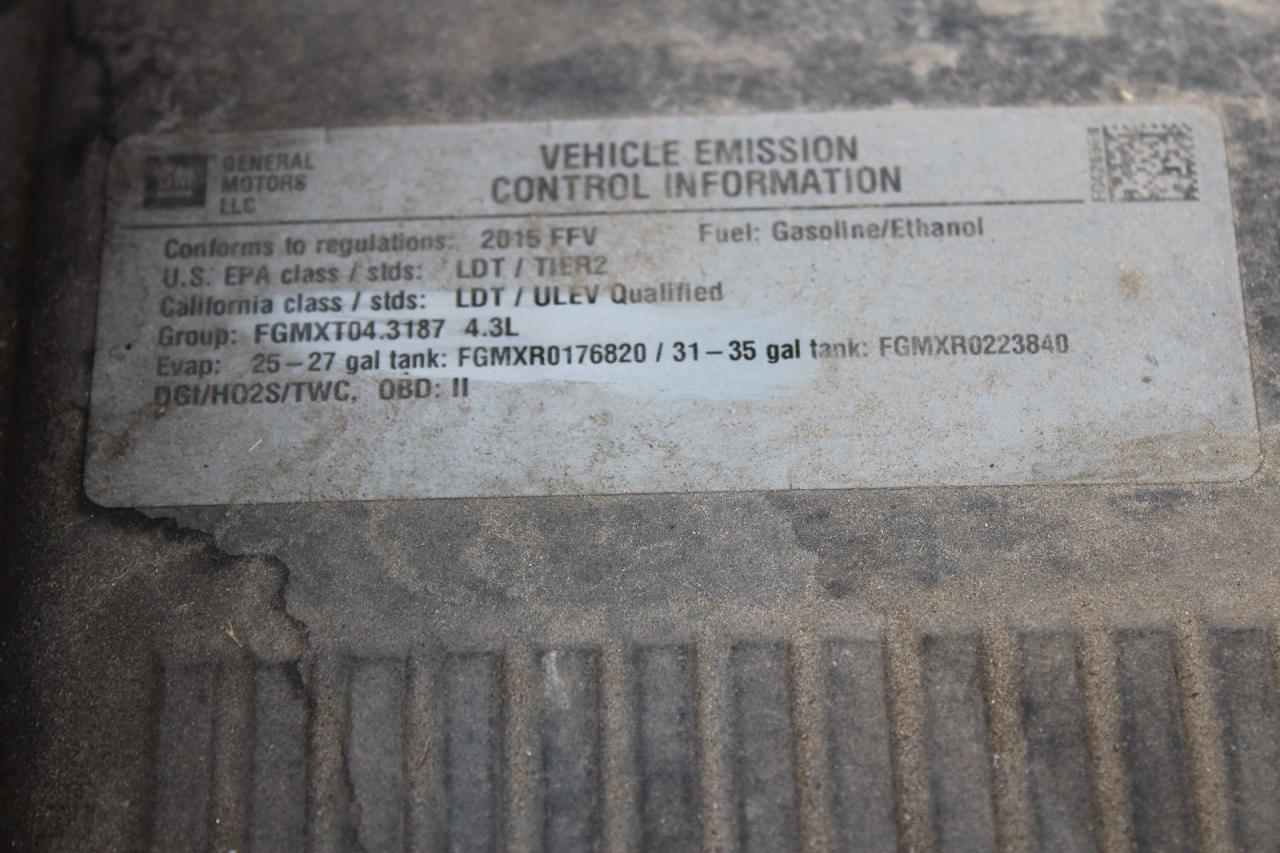 GM GENERAL
MOTORS
LLC
VEHICLE EMISSION
CONTROL INFORMATION
Conforms to regulations: 2015 FFV Fuel: Gasoline/Ethanol
U.S. EPA class / stds: LDT / TIER2
California class / stds: LDT / ULEV Qualified
Group: FGMXT04.3187 4.3L
Evap: 25–27 gal tank: FGMXR0176820 / 31–35 gal tank: FGMXR0223840
DGI/HO2S/TWC, OBD: II